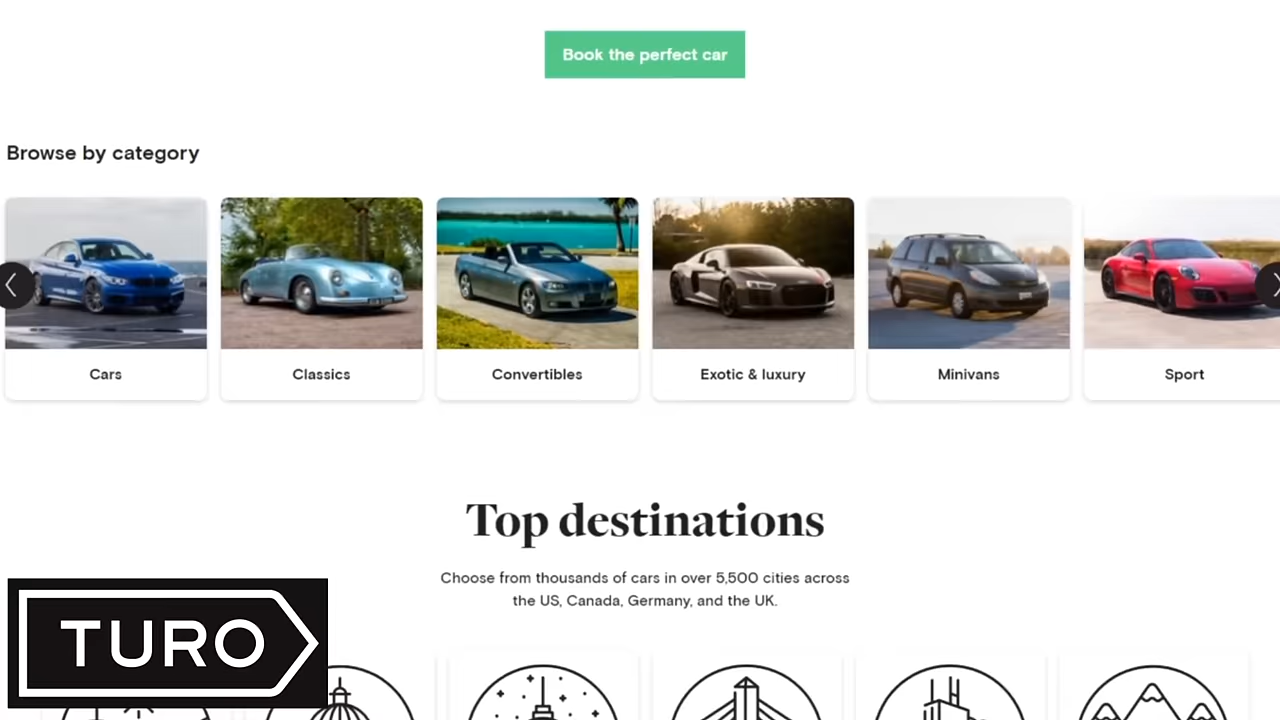 Book the perfect car
Browse by category
Cars
Classics
Convertibles
Exotic & luxury
Minivans
Sport
Top destinations
Choose from thousands of cars in over 5,500 cities across
the US, Canada, Germany, and the UK.
TURO